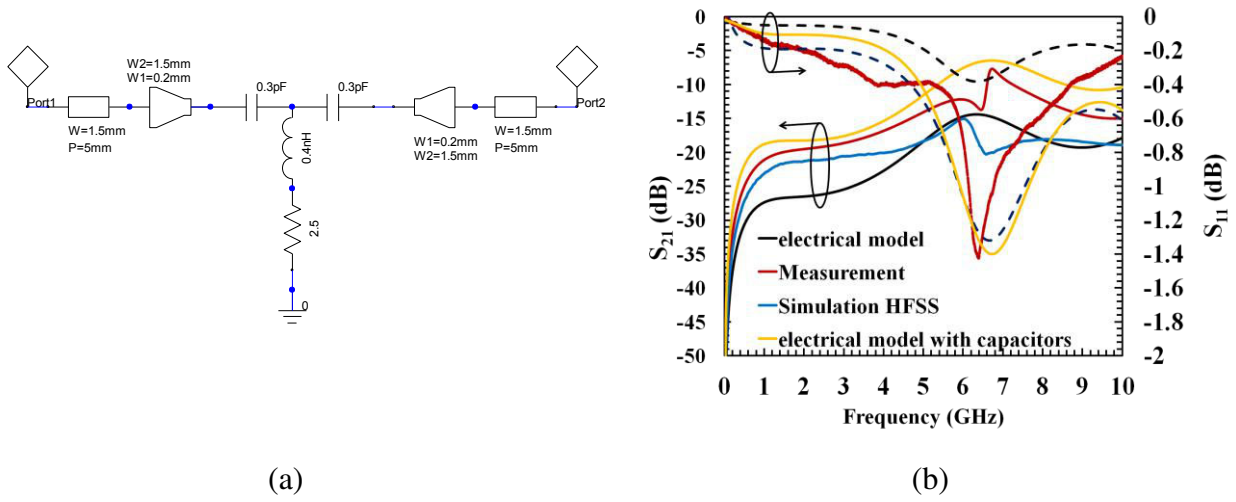 W2=1.5mm
W1=0.2mm
Port1
W=1.5mm
P=5mm
0.3pF
0.3pF
0.4nH
2.5
0
W1=0.2mm
W2=1.5mm
W=1.5mm
P=5mm
Port2
(a)
0
-5
-10
-15
-20
-25
-30
-35
-40
-45
-50
S21 (dB)
electrical model
Measurement
Simulation HFSS
electrical model with capacitors
0
-0.2
-0.4
-0.6
-0.8
-1
-1.2
-1.4
-1.6
-1.8
-2
S11 (dB)
0 1 2 3 4 5 6 7 8 9 10
Frequency (GHz)
(b)